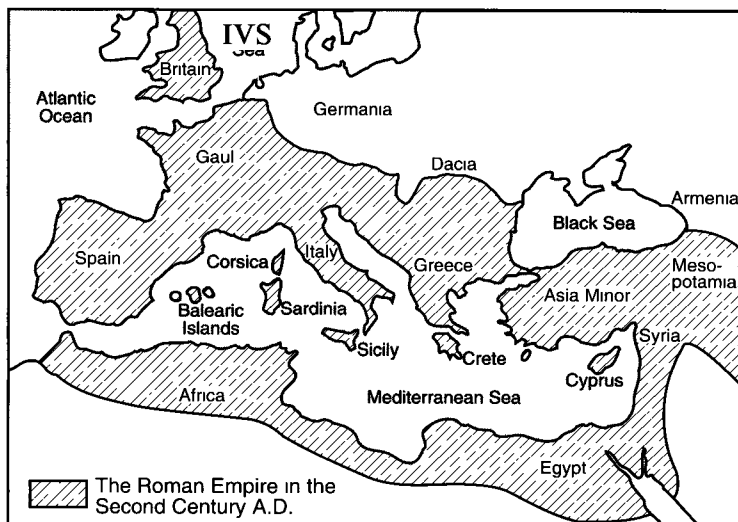 IVS
Sea
Britain
Atlantic
Ocean
Germania
Gaul
Dacia
Armenia
Black Sea
Spain
Italy
Corsica
Greece
Meso-
potamia
Asia Minor
Balearic
Islands
Sardinia
Syria
Sicily
Crete
Cyprus
Africa
Mediterranean Sea
Egypt
The Roman Empire in the
Second Century A.D.